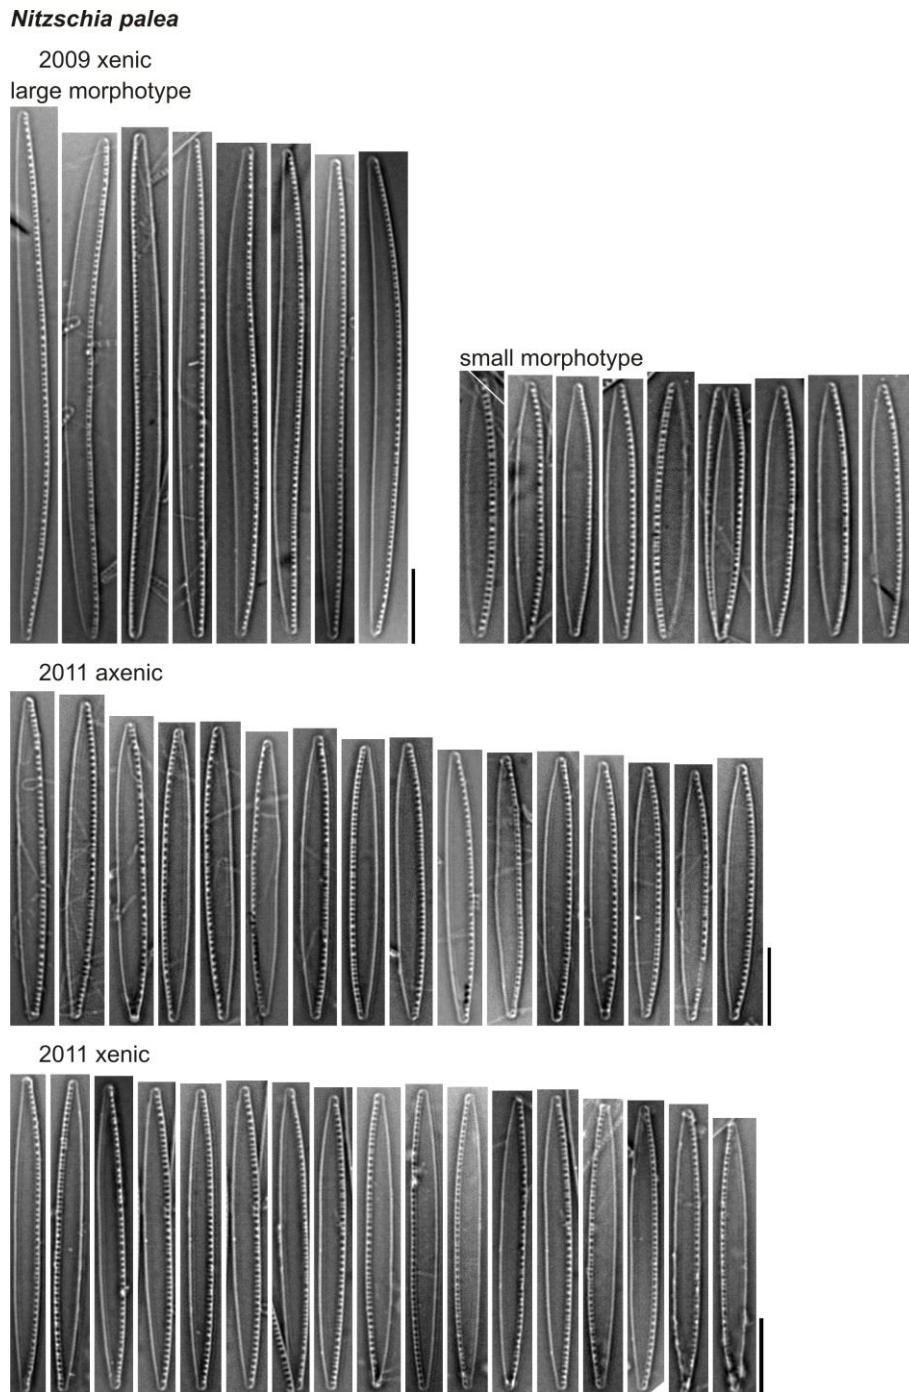 Nitzschia palea
2009 xenic
large morphotype
small morphotype
2011 axenic
2011 xenic